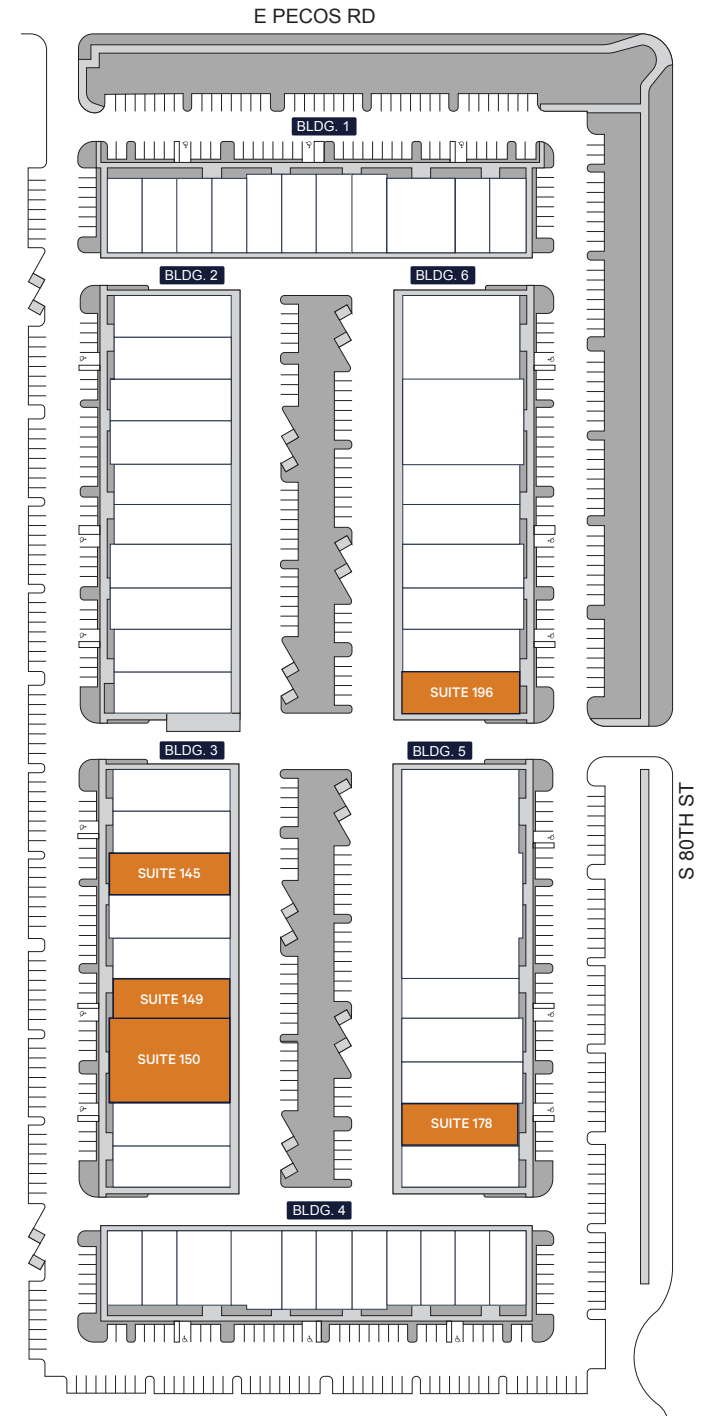 E PECOS RD
BLDG. 1
BLDG. 2
BLDG. 6
SUITE 196
BLDG. 3
BLDG. 5
S 80TH ST
SUITE 145
SUITE 149
SUITE 150
SUITE 178
BLDG. 4